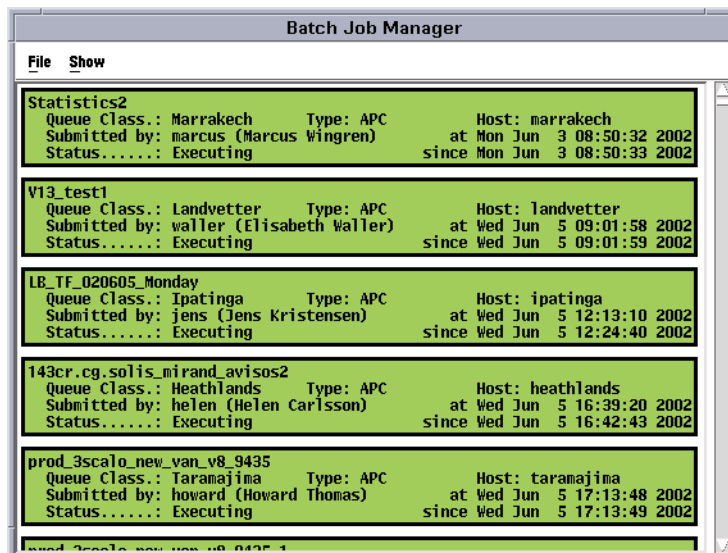 Batch Job Manager
File Show
Statistics2
Queue Class.: Marrakech Type: APC Host: marrakech
Submitted by: marcus (Marcus Wingren) at Mon Jun 3 08:50:32 2002
Status......: Executing since Mon Jun 3 08:50:33 2002
V13_test1
Queue Class.: Landvetter Type: APC Host: landvetter
Submitted by: waller (Elisabeth Waller) at Wed Jun 5 09:01:58 2002
Status......: Executing since Wed Jun 5 09:01:59 2002
LB_TF_020605_Monday
Queue Class.: Ipatinga Type: APC Host: ipatinga
Submitted by: jens (Jens Kristensen) at Wed Jun 5 12:13:10 2002
Status......: Executing since Wed Jun 5 12:24:40 2002
143cr.cg.solis_mirand_avisos2
Queue Class.: Heathlands Type: APC Host: heathlands
Submitted by: helen (Helen Carlsson) at Wed Jun 5 16:39:20 2002
Status......: Executing since Wed Jun 5 16:42:43 2002
prod_3scalo_new_van_v8_9435
Queue Class.: Taramajima Type: APC Host: taramajima
Submitted by: howard (Howard Thomas) at Wed Jun 5 17:13:48 2002
Status......: Executing since Wed Jun 5 17:13:49 2002